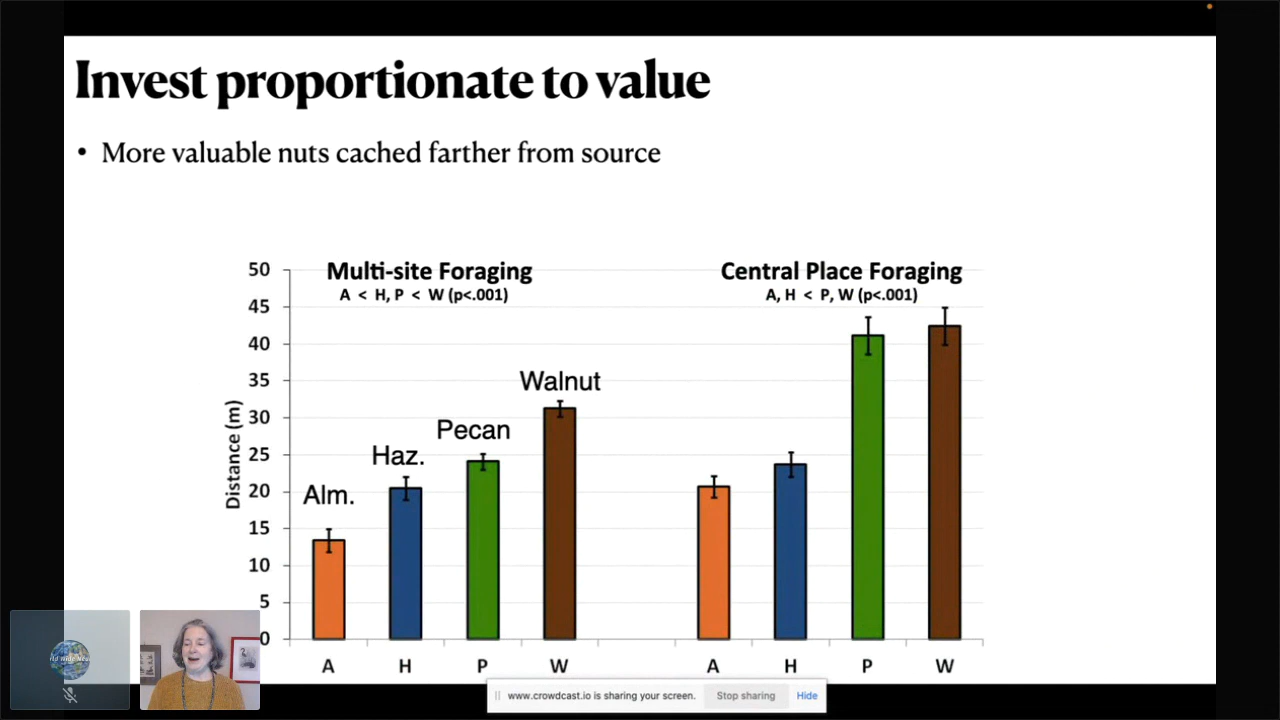 Invest proportionate to value
• More valuable nuts cached farther from source
Multi-site Foraging
A < H, P < W (p<.001)
Central Place Foraging
A, H < P, W (p<.001)
Distance (m)
50
45
40
35
30
25
20
15
10
5
0
Alm.
Haz.
Pecan
Walnut
A H P W A H P W
www.crowdcast.io is sharing your screen. Stop sharing Hide